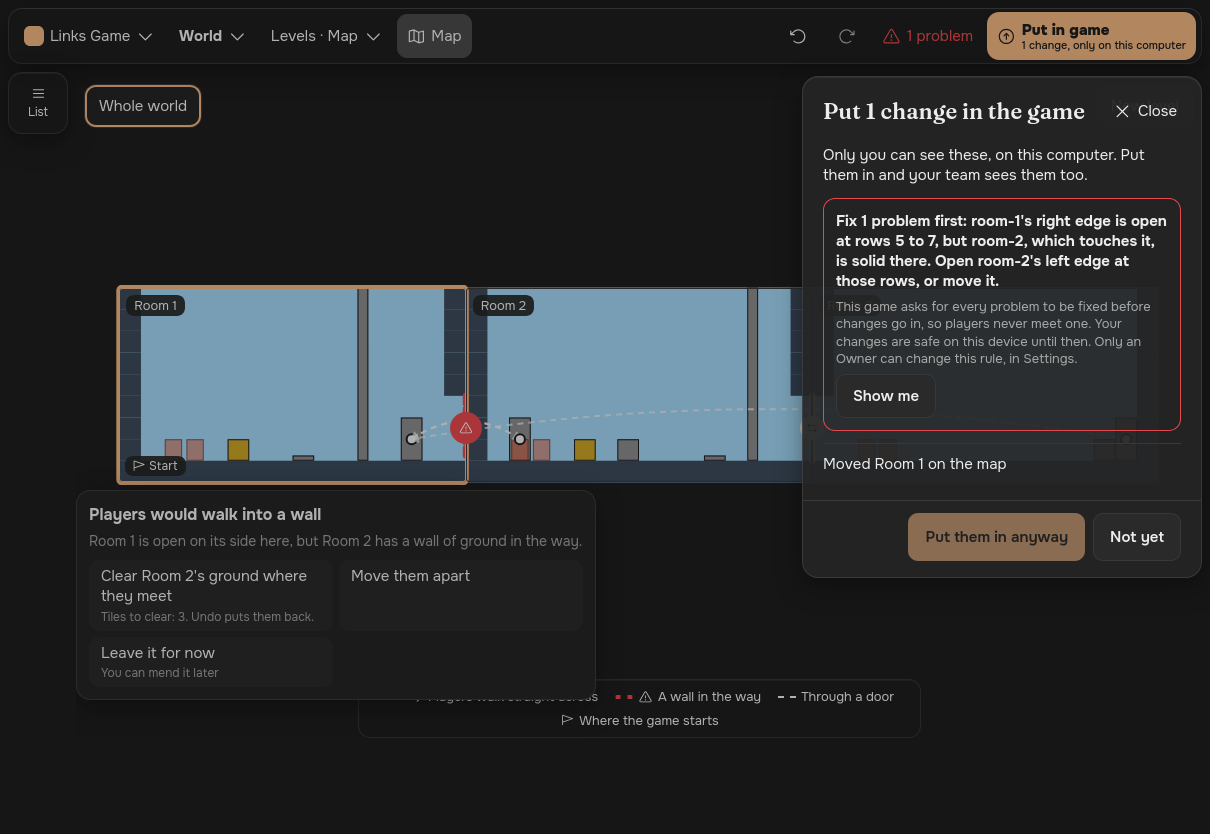 Links Game
World
Levels · Map
Map
1 problem
Put in game
1 change, only on this computer
List
Whole world
Put 1 change in the game
Close
Only you can see these, on this computer. Put
them in and your team sees them too.
Fix 1 problem first: room-1's right edge is open
at rows 5 to 7, but room-2, which touches it,
is solid there. Open room-2's left edge at
those rows, or move it.
This game asks for every problem to be fixed before
changes go in, so players never meet one. Your
changes are safe on this device until then. Only an
Owner can change this rule, in Settings.
Show me
Moved Room 1 on the map
Put them in anyway
Not yet
Room 1
Room 2
Start
Players would walk into a wall
Room 1 is open on its side here, but Room 2 has a wall of ground in the way.
Clear Room 2's ground where
they meet
Tiles to clear: 3. Undo puts them back.
Move them apart
Leave it for now
You can mend it later
Players walk straight across
A wall in the way
Through a door
Where the game starts